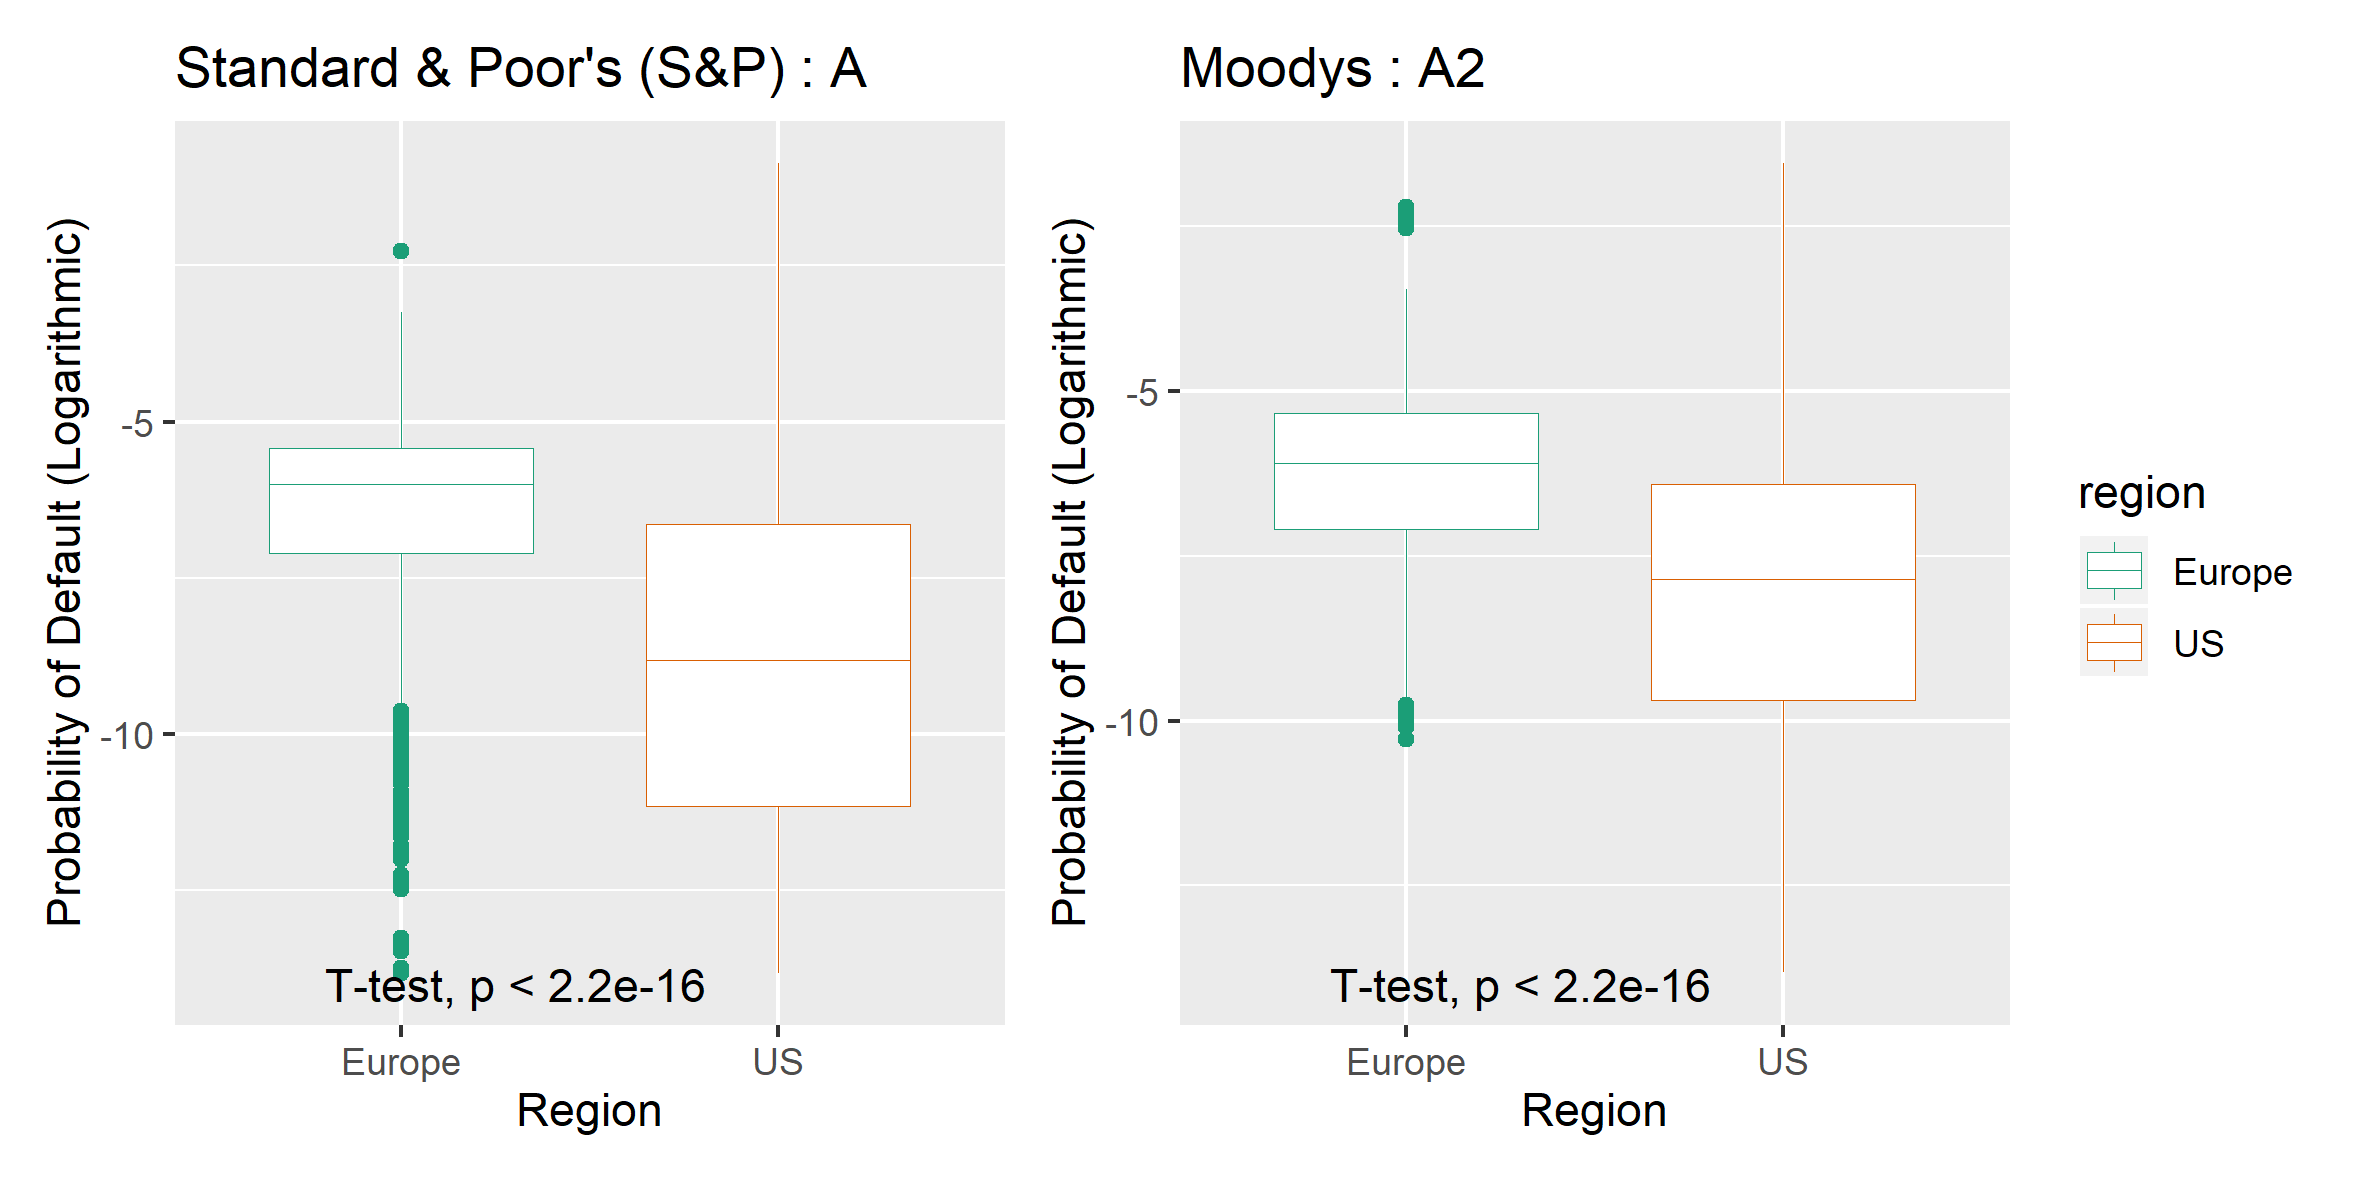 Standard & Poor's (S&P) : A
Probability of Default (Logarithmic)
-5
-10
T-test, p < 2.2e-16
Europe
US
Region
Moodys : A2
Probability of Default (Logarithmic)
-5
-10
T-test, p < 2.2e-16
Europe
US
Region
region
Europe
US